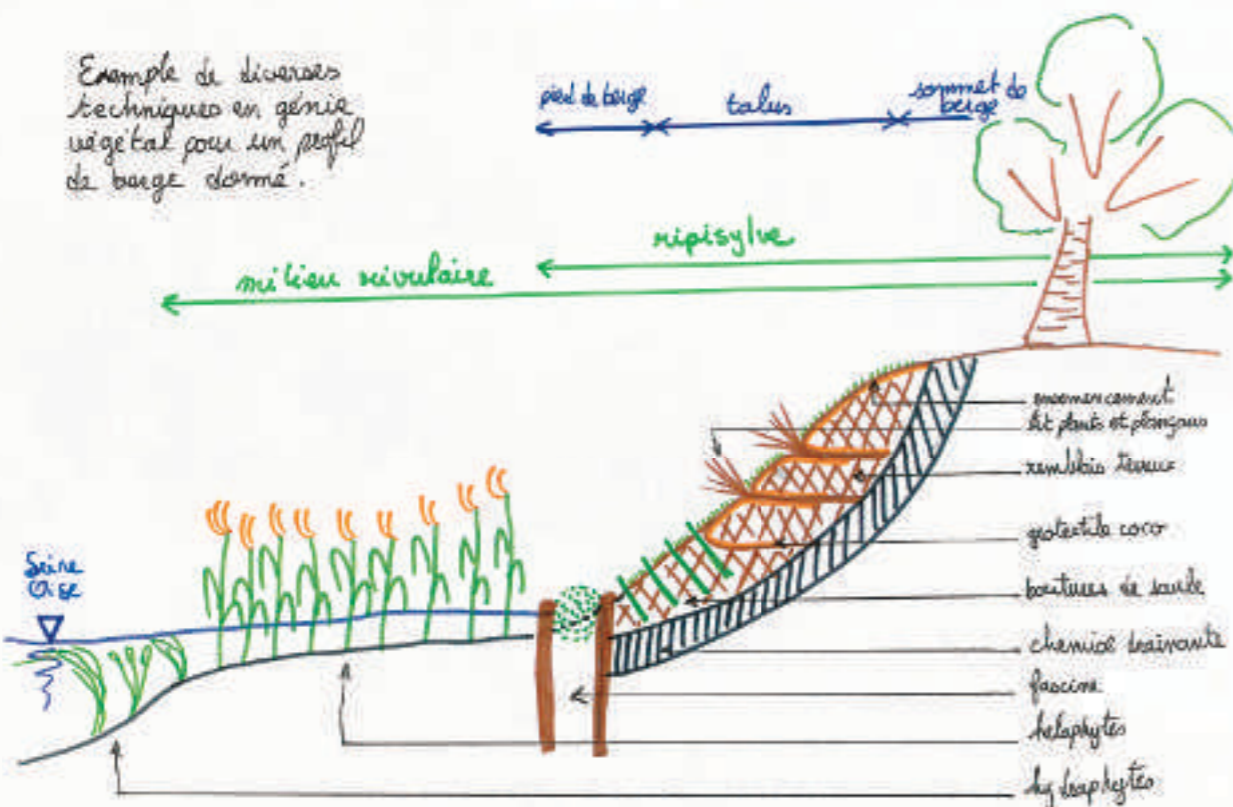 Exemple de diverses
techniques en génie
végétal pour un profil
de berge donné.
pied de berge
talus
sommet de
berge
ripisylve
milieu rivulaire
Seine
Oise
ensemencement
lit plants et plançons
remblais terreux
géotextile coco
boutures de saule
chemise drainante
fascine
hélophytes
hydrophytes